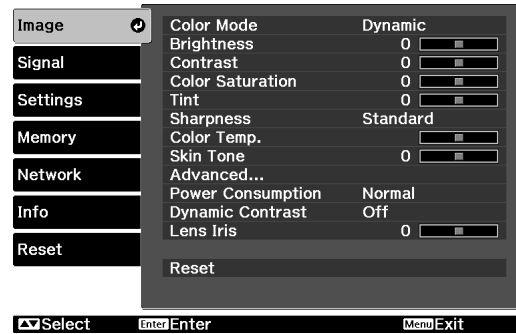 Image
Signal
Settings
Memory
Network
Info
Reset
Color Mode Dynamic
Brightness 0
Contrast 0
Color Saturation 0
Tint 0
Sharpness Standard
Color Temp.
Skin Tone 0
Advanced...
Power Consumption Normal
Dynamic Contrast Off
Lens Iris 0
Reset
Select Enter Enter Menu Exit